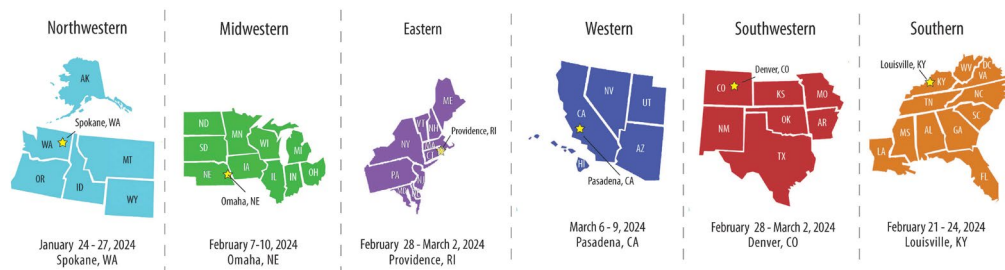 Northwestern
AK
Spokane, WA
WA
MT
OR
ID
WY
January 24 - 27, 2024
Spokane, WA
Midwestern
ND
MN
SD
WI
MI
NE
IA
IL
IN
OH
Omaha, NE
February 7-10, 2024
Omaha, NE
Eastern
ME
VT
NH
Providence, RI
NY
MA
CT
PA
NJ
February 28 - March 2, 2024
Providence, RI
Western
NV
UT
CA
AZ
HI
Pasadena, CA
March 6 - 9, 2024
Pasadena, CA
Southwestern
Denver, CO
CO
KS
MO
OK
NM
AR
TX
February 28 - March 2, 2024
Denver, CO
Southern
Louisville, KY
WV
DC
KY
VA
TN
NC
SC
MS
AL
GA
LA
FL
February 21 - 24, 2024
Louisville, KY